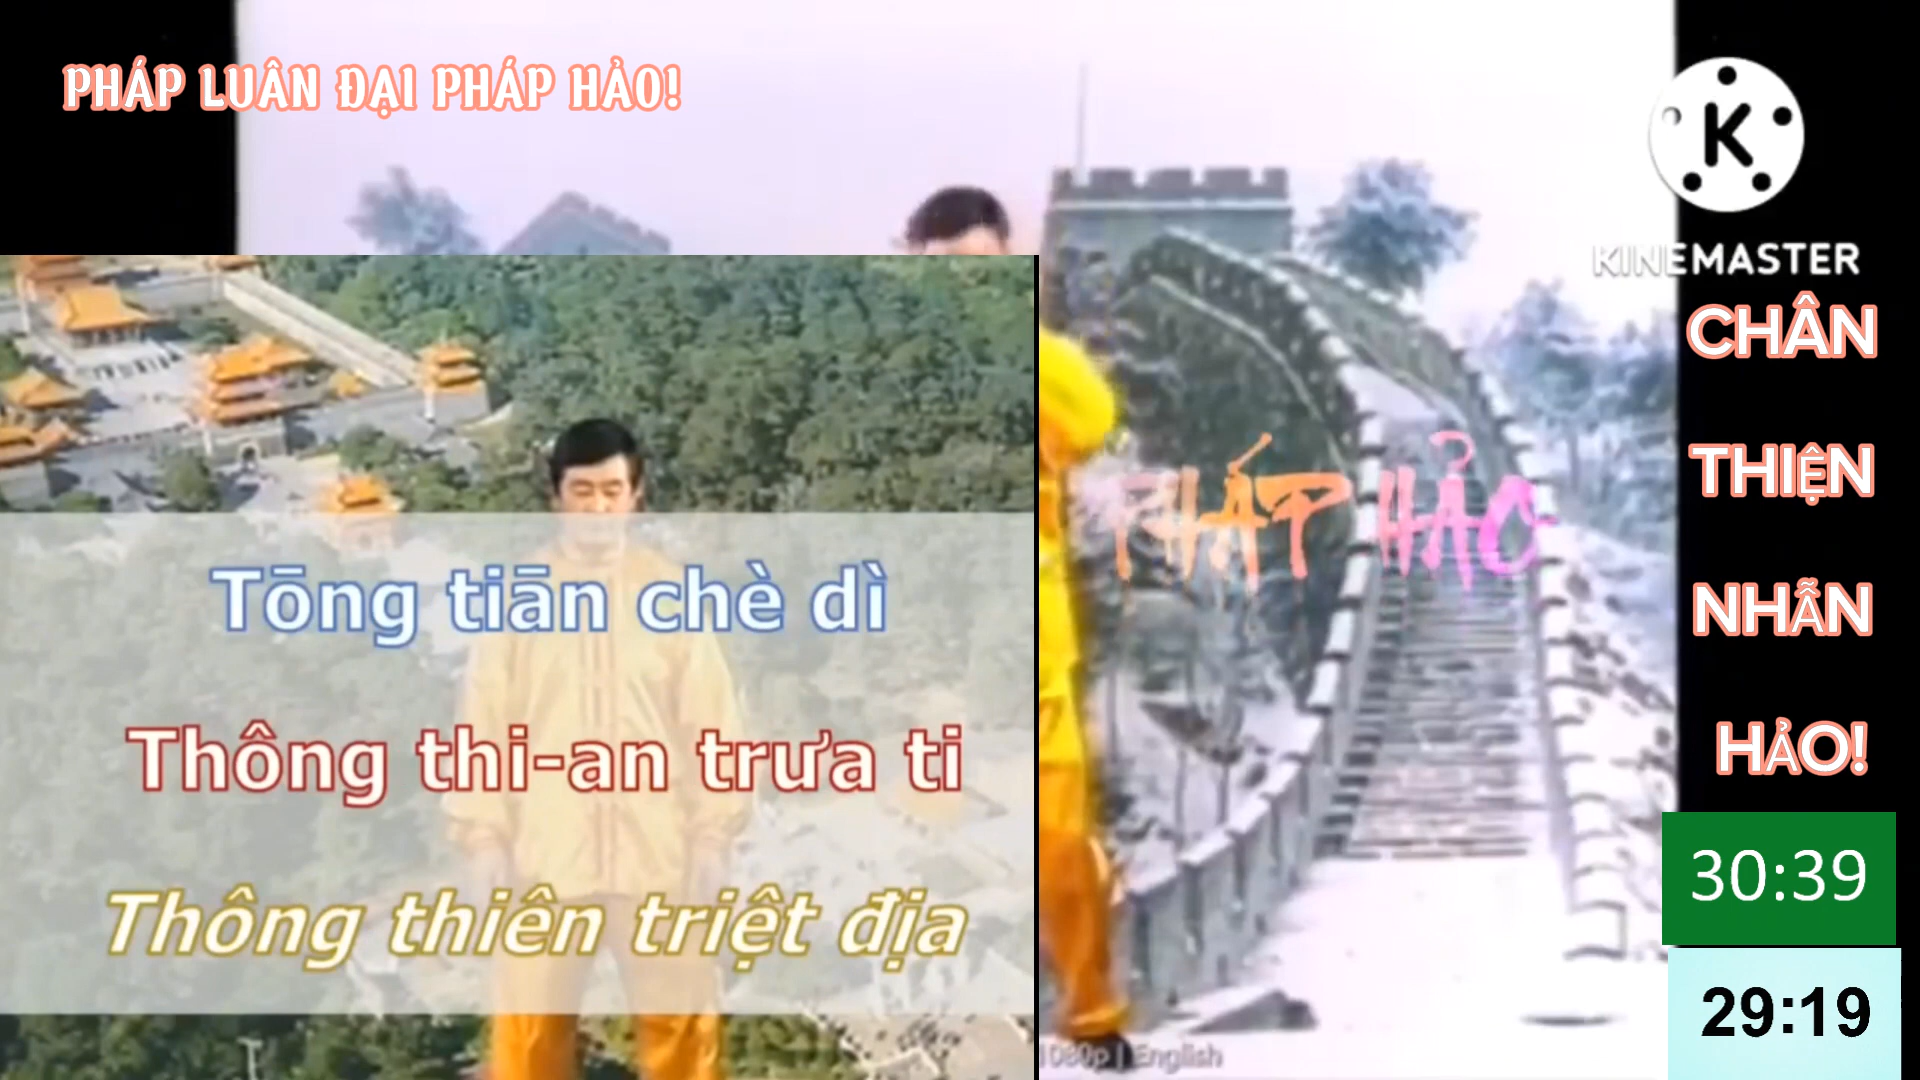 PHÁP LUÂN ĐẠI PHÁP HẢO!
K
KINEMASTER
CHÂN
THIỆN
NHẪN
HẢO!
PHÁP HẢO
Tōng tiān chè dì
Thông thi-an trưa ti
Thông thiên triệt địa
30:39
29:19
1080p | English